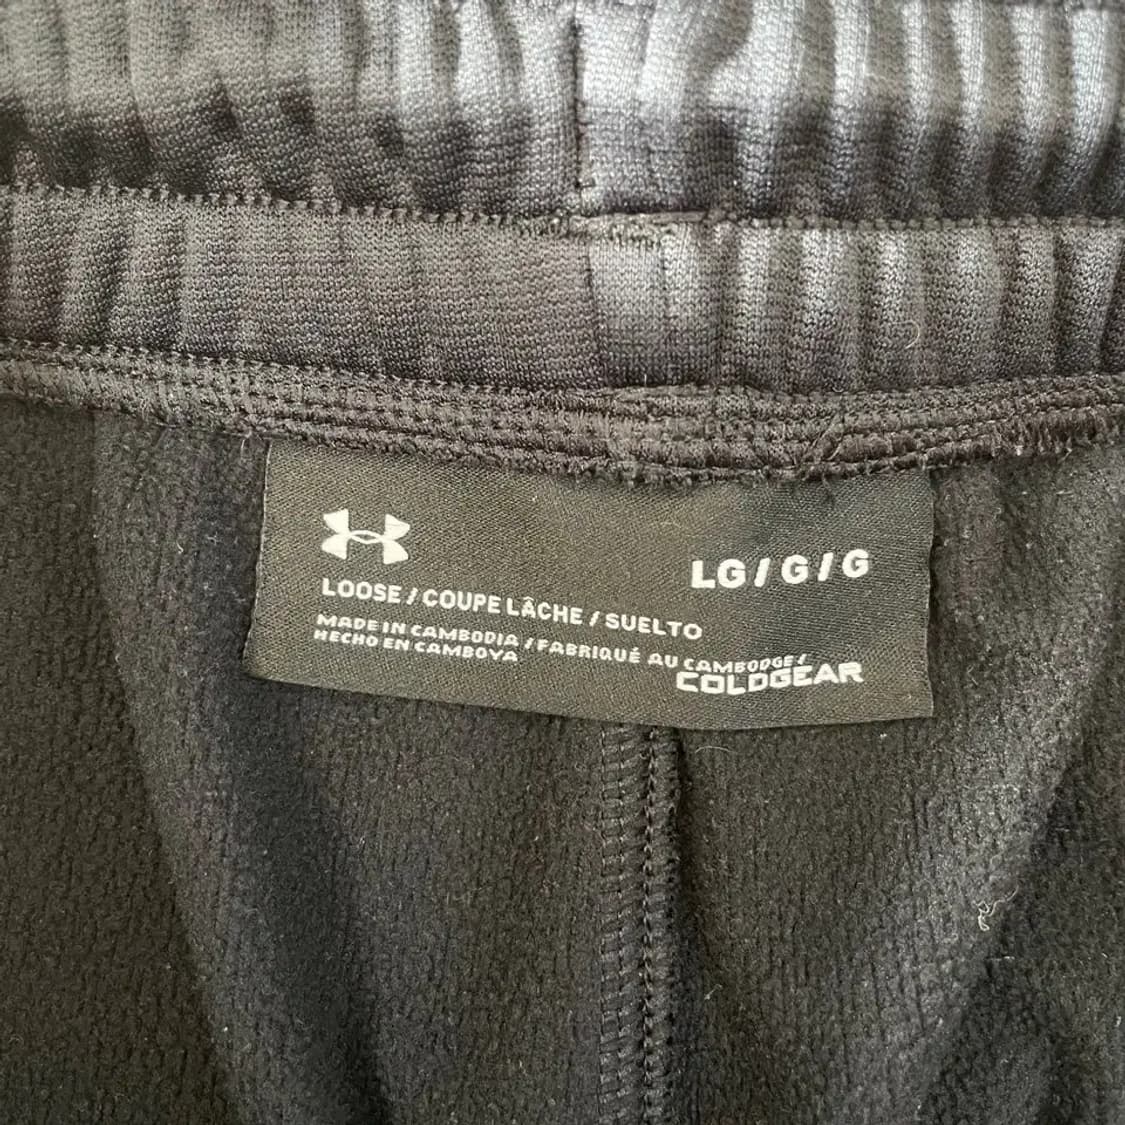 LG/G/G
LOOSE/COUPE LÂCHE/SUELTO
MADE IN CAMBODIA/FABRIQUÉ AU CAMBODGE/
HECHO EN CAMBOYA
COLDGEAR